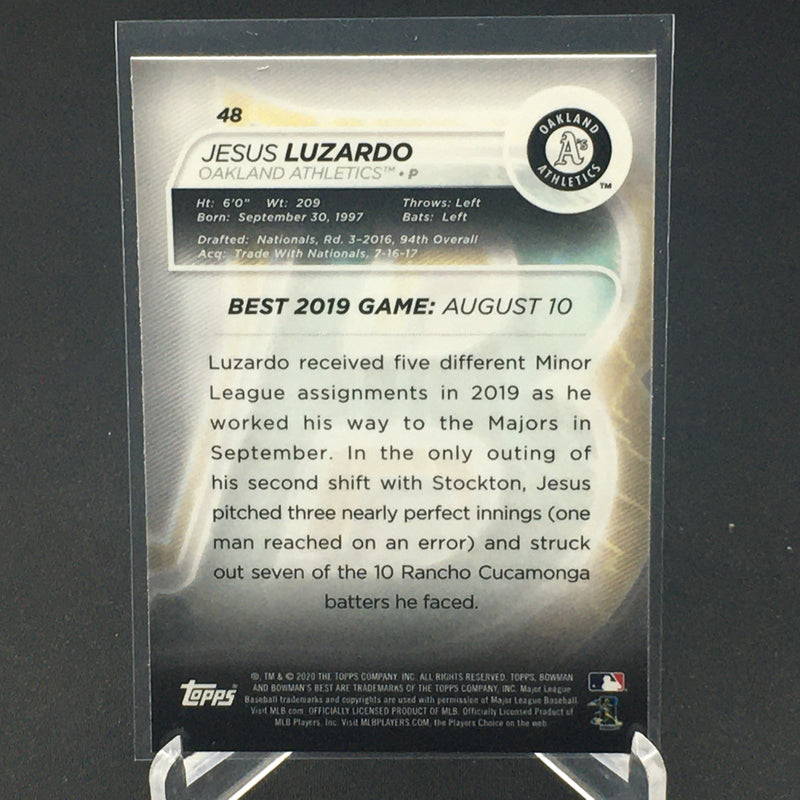 48
JESUS LUZARDO
OAKLAND ATHLETICS™ • P
OAKLAND
A's
ATHLETICS
™
Ht: 6'0" Wt: 209 Throws: Left
Born: September 30, 1997 Bats: Left
Drafted: Nationals, Rd. 3-2016, 94th Overall
Acq: Trade With Nationals, 7-16-17
BEST 2019 GAME: AUGUST 10
Luzardo received five different Minor
League assignments in 2019 as he
worked his way to the Majors in
September. In the only outing of
his second shift with Stockton, Jesus
pitched three nearly perfect innings (one
man reached on an error) and struck
out seven of the 10 Rancho Cucamonga
batters he faced.
topps
®, TM & © 2020 THE TOPPS COMPANY, INC. ALL RIGHTS RESERVED. TOPPS, BOWMAN
AND BOWMAN'S BEST ARE TRADEMARKS OF THE TOPPS COMPANY, INC. Major League
Baseball trademarks and copyrights are used with permission of Major League Baseball.
Visit MLB.com. OFFICIALLY LICENSED PRODUCT OF MLB. Officially Licensed Product of
MLB Players, Inc. Visit MLBPLAYERS.COM, the Players Choice on the web